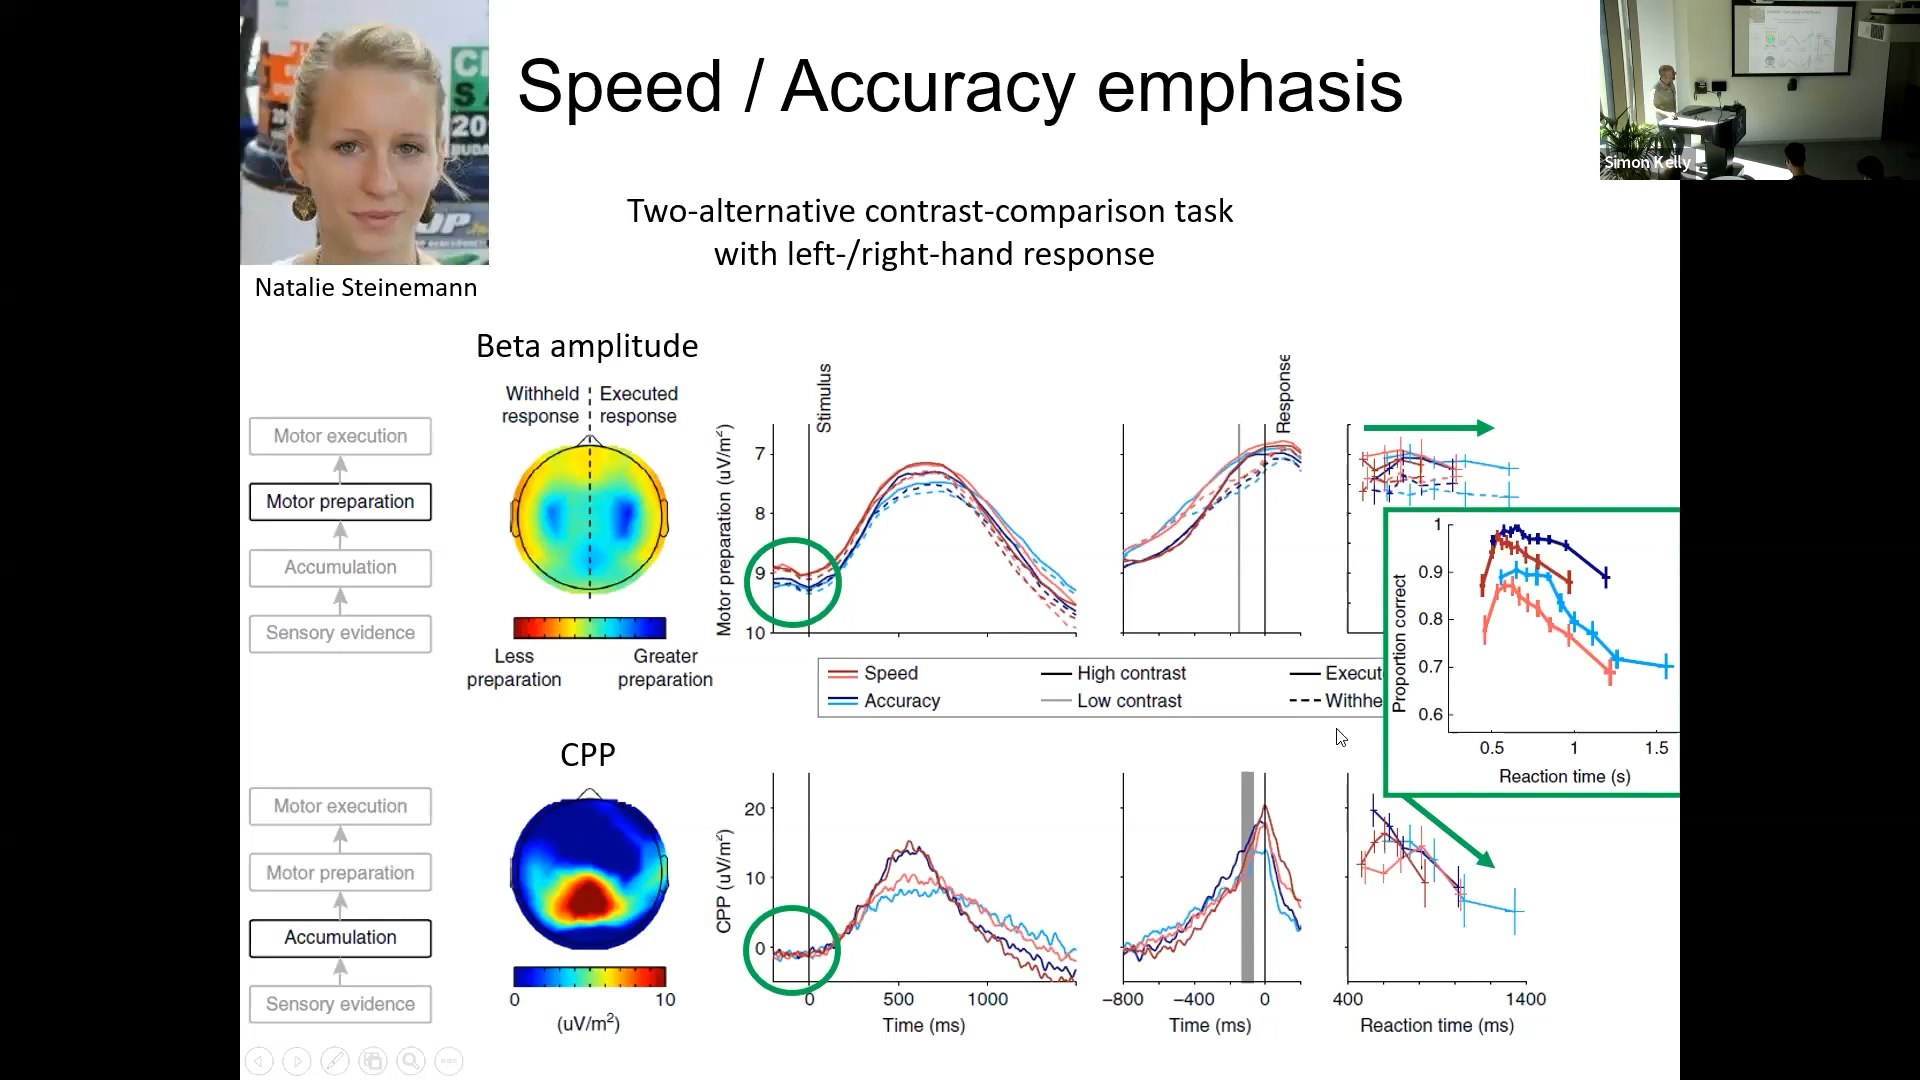 Speed / Accuracy emphasis
CI
S A
20
BUDA
UP
Simon Kelly
Two-alternative contrast-comparison task
with left-/right-hand response
Natalie Steinemann
Beta amplitude
Withheld response
Executed response
Motor execution
Motor preparation
Accumulation
Sensory evidence
Less preparation
Greater preparation
Motor preparation (uV/m²)
7
8
9
10
Stimulus
Response
Speed
High contrast
Execut
Accuracy
Low contrast
Withhe
Proportion correct
1
0.9
0.8
0.7
0.6
0.5
1
1.5
Reaction time (s)
CPP
Motor execution
Motor preparation
Accumulation
Sensory evidence
0
10
(uV/m²)
CPP (uV/m²)
20
10
0
0
500
1000
Time (ms)
−800
−400
0
Time (ms)
400
1400
Reaction time (ms)